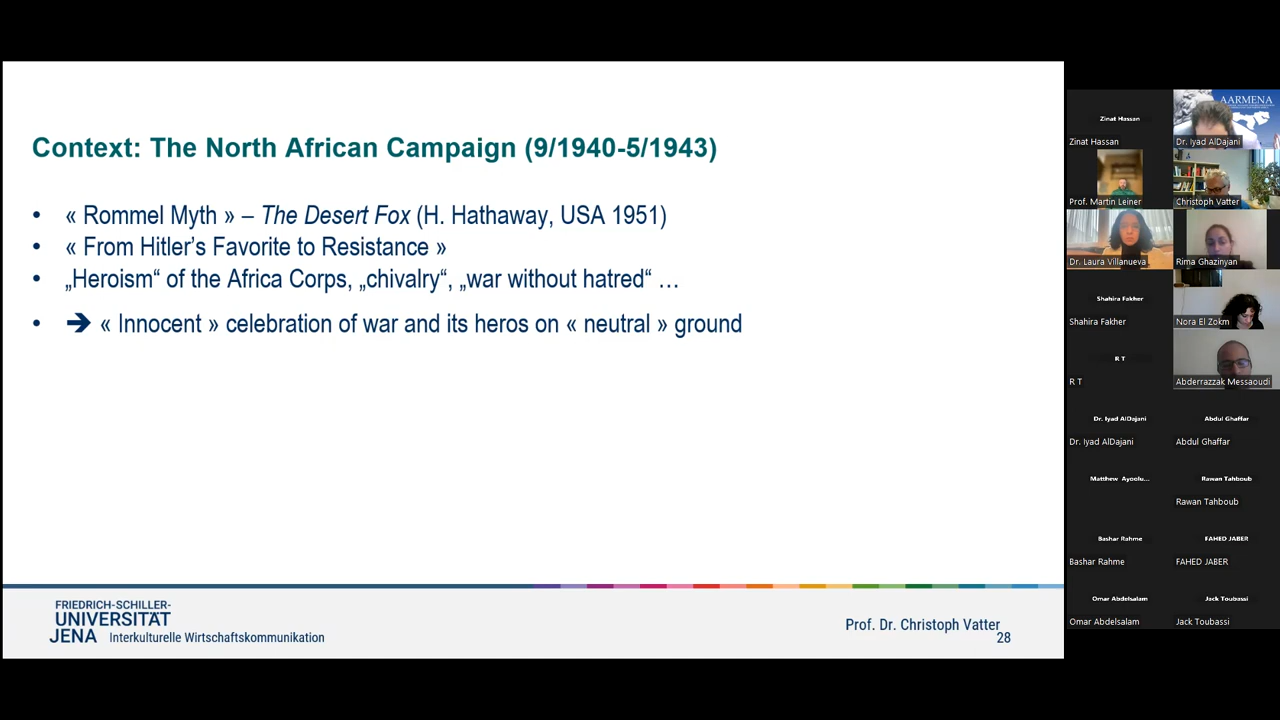 Context: The North African Campaign (9/1940-5/1943)
• « Rommel Myth » – The Desert Fox (H. Hathaway, USA 1951)
• « From Hitler’s Favorite to Resistance »
• „Heroism“ of the Africa Corps, „chivalry“, „war without hatred“ …
• ➔ « Innocent » celebration of war and its heros on « neutral » ground
FRIEDRICH-SCHILLER-
UNIVERSITÄT
JENA Interkulturelle Wirtschaftskommunikation
Prof. Dr. Christoph Vatter
28
AARMENA
Zinat Hassan
Zinat Hassan
Dr. Iyad AlDajani
Prof. Martin Leiner
Christoph Vatter
Dr. Laura Villanueva
Rima Ghazinyan
Shahira Fakher
Shahira Fakher
Nora El Zokm
R T
R T
Abderrazzak Messaoudi
Dr. Iyad AlDajani
Dr. Iyad AlDajani
Abdul Ghaffar
Abdul Ghaffar
Matthew Ayoolu...
Rawan Tahboub
Rawan Tahboub
Bashar Rahme
Bashar Rahme
FAHED JABER
FAHED JABER
Omar Abdelsalam
Omar Abdelsalam
Jack Toubassi
Jack Toubassi